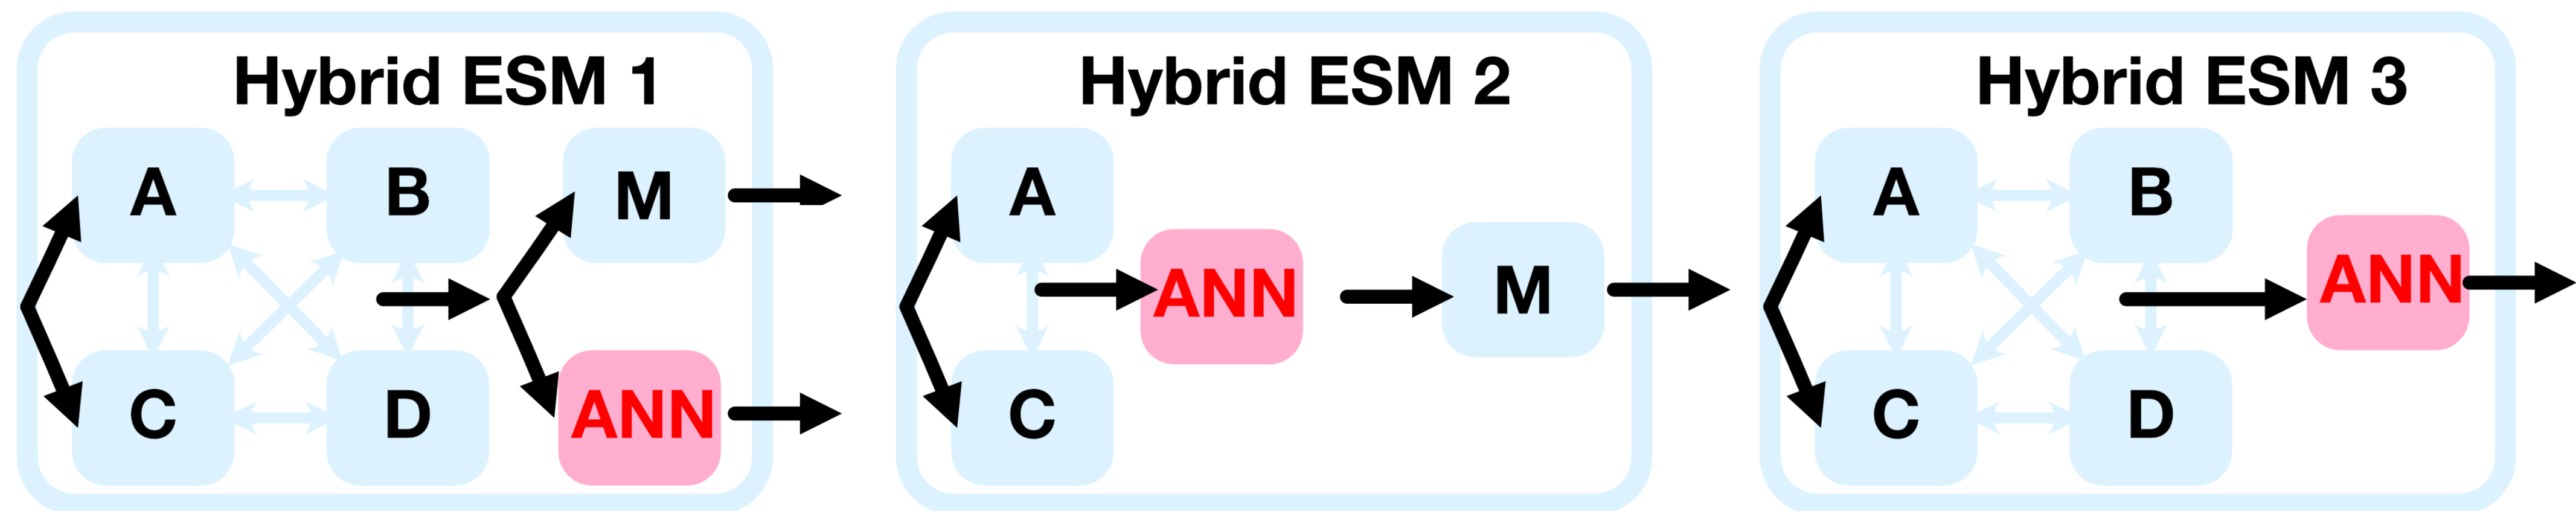 Hybrid ESM 1
A
B
M
C
D
ANN
Hybrid ESM 2
A
ANN
M
C
Hybrid ESM 3
A
B
ANN
C
D